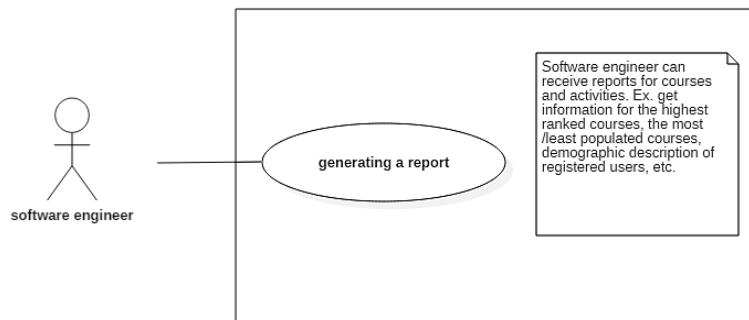 software engineer
generating a report
Software engineer can
receive reports for courses
and activities. Ex. get
information for the highest
ranked courses, the most
/least populated courses,
demographic description of
registered users, etc.